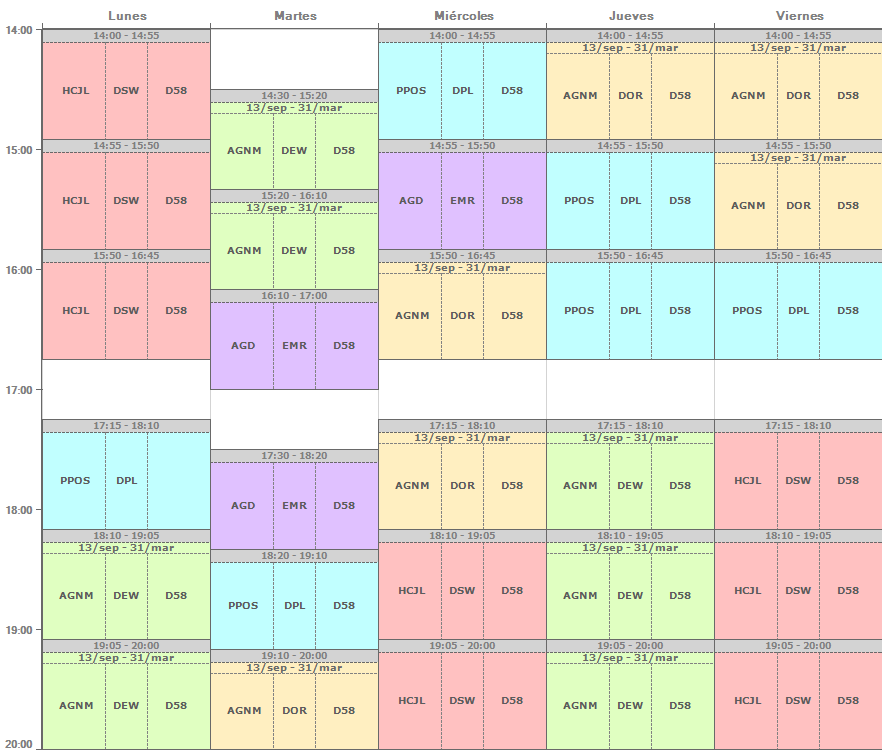 Lunes Martes Miércoles Jueves Viernes
14:00
14:00 - 14:55
HCJL DSW D58
14:55 - 15:50
HCJL DSW D58
15:50 - 16:45
HCJL DSW D58
17:15 - 18:10
PPOS DPL
18:10 - 19:05
13/sep - 31/mar
AGNM DEW D58
19:05 - 20:00
13/sep - 31/mar
AGNM DEW D58
14:30 - 15:20
13/sep - 31/mar
AGNM DEW D58
15:20 - 16:10
13/sep - 31/mar
AGNM DEW D58
16:10 - 17:00
AGD EMR D58
17:30 - 18:20
AGD EMR D58
18:20 - 19:10
PPOS DPL D58
19:10 - 20:00
13/sep - 31/mar
AGNM DOR D58
14:00 - 14:55
PPOS DPL D58
14:55 - 15:50
AGD EMR D58
15:50 - 16:45
13/sep - 31/mar
AGNM DOR D58
17:15 - 18:10
13/sep - 31/mar
AGNM DOR D58
18:10 - 19:05
HCJL DSW D58
19:05 - 20:00
HCJL DSW D58
14:00 - 14:55
13/sep - 31/mar
AGNM DOR D58
14:55 - 15:50
PPOS DPL D58
15:50 - 16:45
PPOS DPL D58
17:15 - 18:10
13/sep - 31/mar
AGNM DEW D58
18:10 - 19:05
13/sep - 31/mar
AGNM DEW D58
19:05 - 20:00
13/sep - 31/mar
AGNM DEW D58
14:00 - 14:55
13/sep - 31/mar
AGNM DOR D58
14:55 - 15:50
13/sep - 31/mar
AGNM DOR D58
15:50 - 16:45
PPOS DPL D58
17:15 - 18:10
HCJL DSW D58
18:10 - 19:05
HCJL DSW D58
19:05 - 20:00
HCJL DSW D58
15:00
16:00
17:00
18:00
19:00
20:00